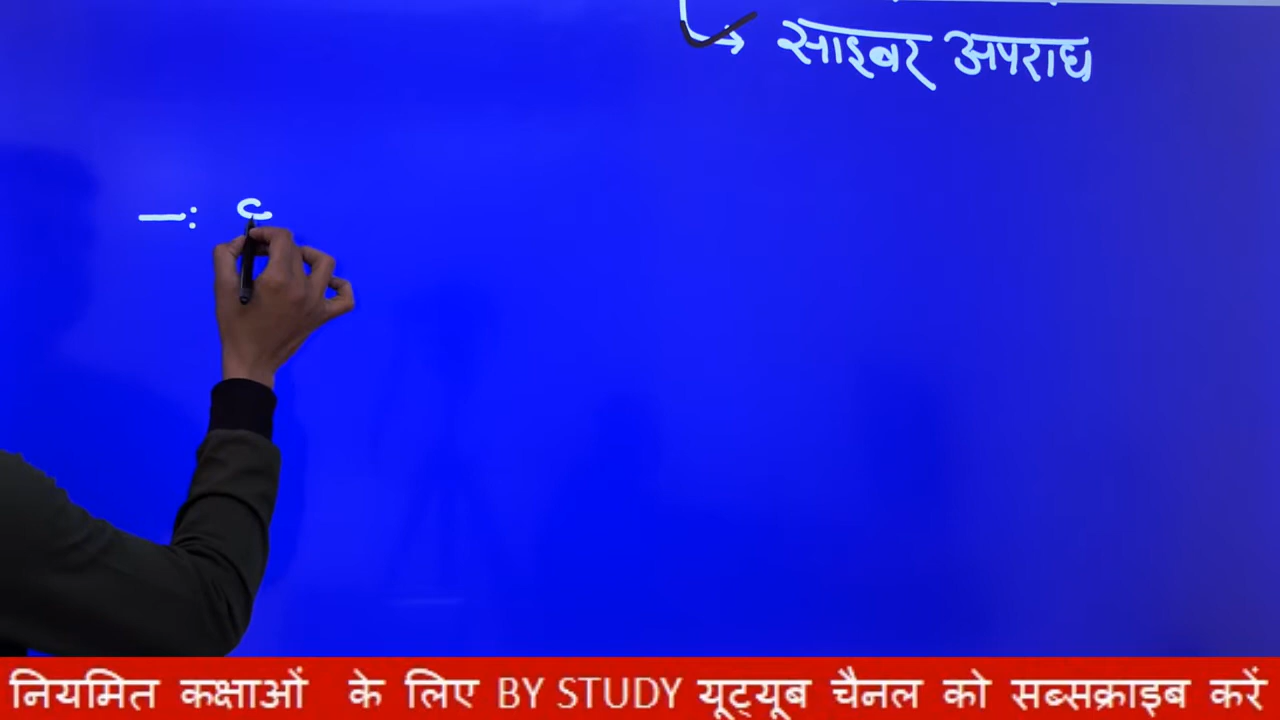 → साइबर अपराध
—:
नियमित कक्षाओं के लिए BY STUDY यूट्यूब चैनल को सब्सक्राइब करें